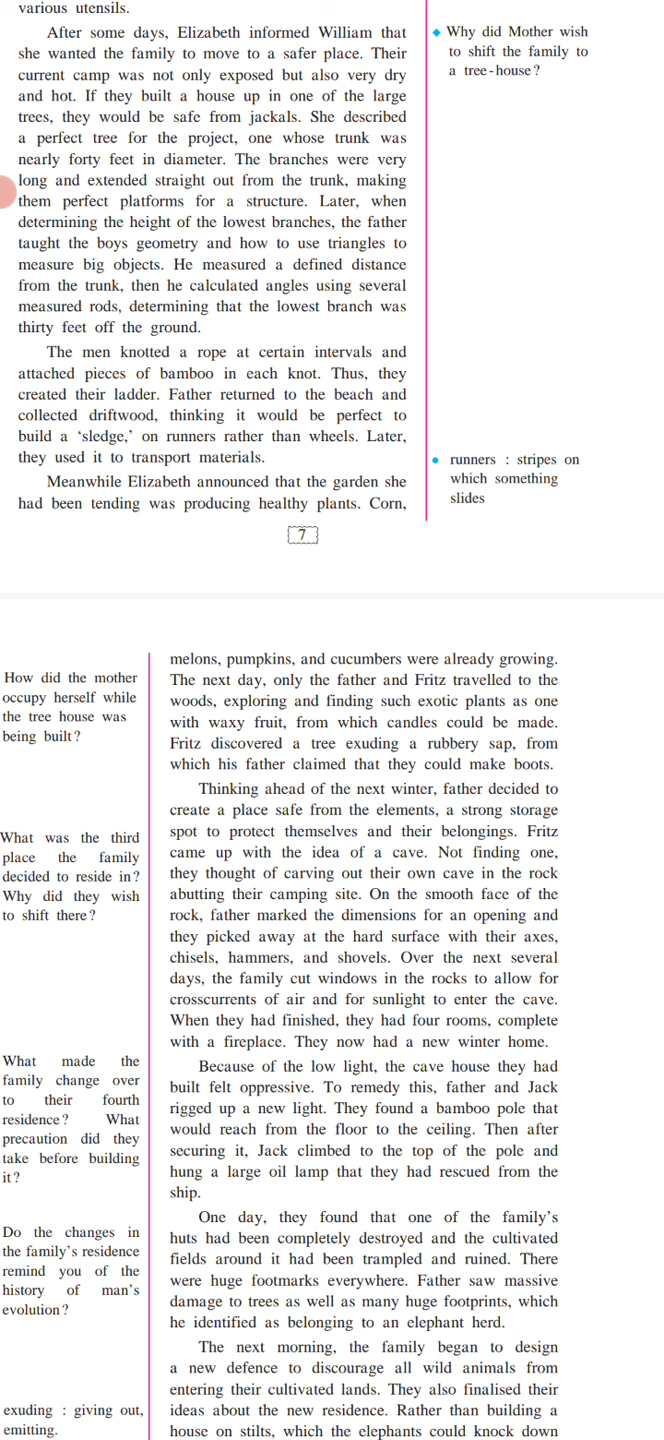 various utensils.
After some days, Elizabeth informed William that
she wanted the family to move to a safer place. Their
current camp was not only exposed but also very dry
and hot. If they built a house up in one of the large
trees, they would be safe from jackals. She described
a perfect tree for the project, one whose trunk was
nearly forty feet in diameter. The branches were very
long and extended straight out from the trunk, making
them perfect platforms for a structure. Later, when
determining the height of the lowest branches, the father
taught the boys geometry and how to use triangles to
measure big objects. He measured a defined distance
from the trunk, then he calculated angles using several
measured rods, determining that the lowest branch was
thirty feet off the ground.
The men knotted a rope at certain intervals and
attached pieces of bamboo in each knot. Thus, they
created their ladder. Father returned to the beach and
collected driftwood, thinking it would be perfect to
build a ‘sledge,’ on runners rather than wheels. Later,
they used it to transport materials.
Meanwhile Elizabeth announced that the garden she
had been tending was producing healthy plants. Corn,
◆ Why did Mother wish
to shift the family to
a tree-house?
• runners : stripes on
which something
slides
7
How did the mother
occupy herself while
the tree house was
being built?
What was the third
place the family
decided to reside in?
Why did they wish
to shift there?
What made the
family change over
to their fourth
residence? What
precaution did they
take before building
it?
Do the changes in
the family’s residence
remind you of the
history of man’s
evolution?
exuding : giving out,
emitting.
melons, pumpkins, and cucumbers were already growing.
The next day, only the father and Fritz travelled to the
woods, exploring and finding such exotic plants as one
with waxy fruit, from which candles could be made.
Fritz discovered a tree exuding a rubbery sap, from
which his father claimed that they could make boots.
Thinking ahead of the next winter, father decided to
create a place safe from the elements, a strong storage
spot to protect themselves and their belongings. Fritz
came up with the idea of a cave. Not finding one,
they thought of carving out their own cave in the rock
abutting their camping site. On the smooth face of the
rock, father marked the dimensions for an opening and
they picked away at the hard surface with their axes,
chisels, hammers, and shovels. Over the next several
days, the family cut windows in the rocks to allow for
crosscurrents of air and for sunlight to enter the cave.
When they had finished, they had four rooms, complete
with a fireplace. They now had a new winter home.
Because of the low light, the cave house they had
built felt oppressive. To remedy this, father and Jack
rigged up a new light. They found a bamboo pole that
would reach from the floor to the ceiling. Then after
securing it, Jack climbed to the top of the pole and
hung a large oil lamp that they had rescued from the
ship.
One day, they found that one of the family’s
huts had been completely destroyed and the cultivated
fields around it had been trampled and ruined. There
were huge footmarks everywhere. Father saw massive
damage to trees as well as many huge footprints, which
he identified as belonging to an elephant herd.
The next morning, the family began to design
a new defence to discourage all wild animals from
entering their cultivated lands. They also finalised their
ideas about the new residence. Rather than building a
house on stilts, which the elephants could knock down